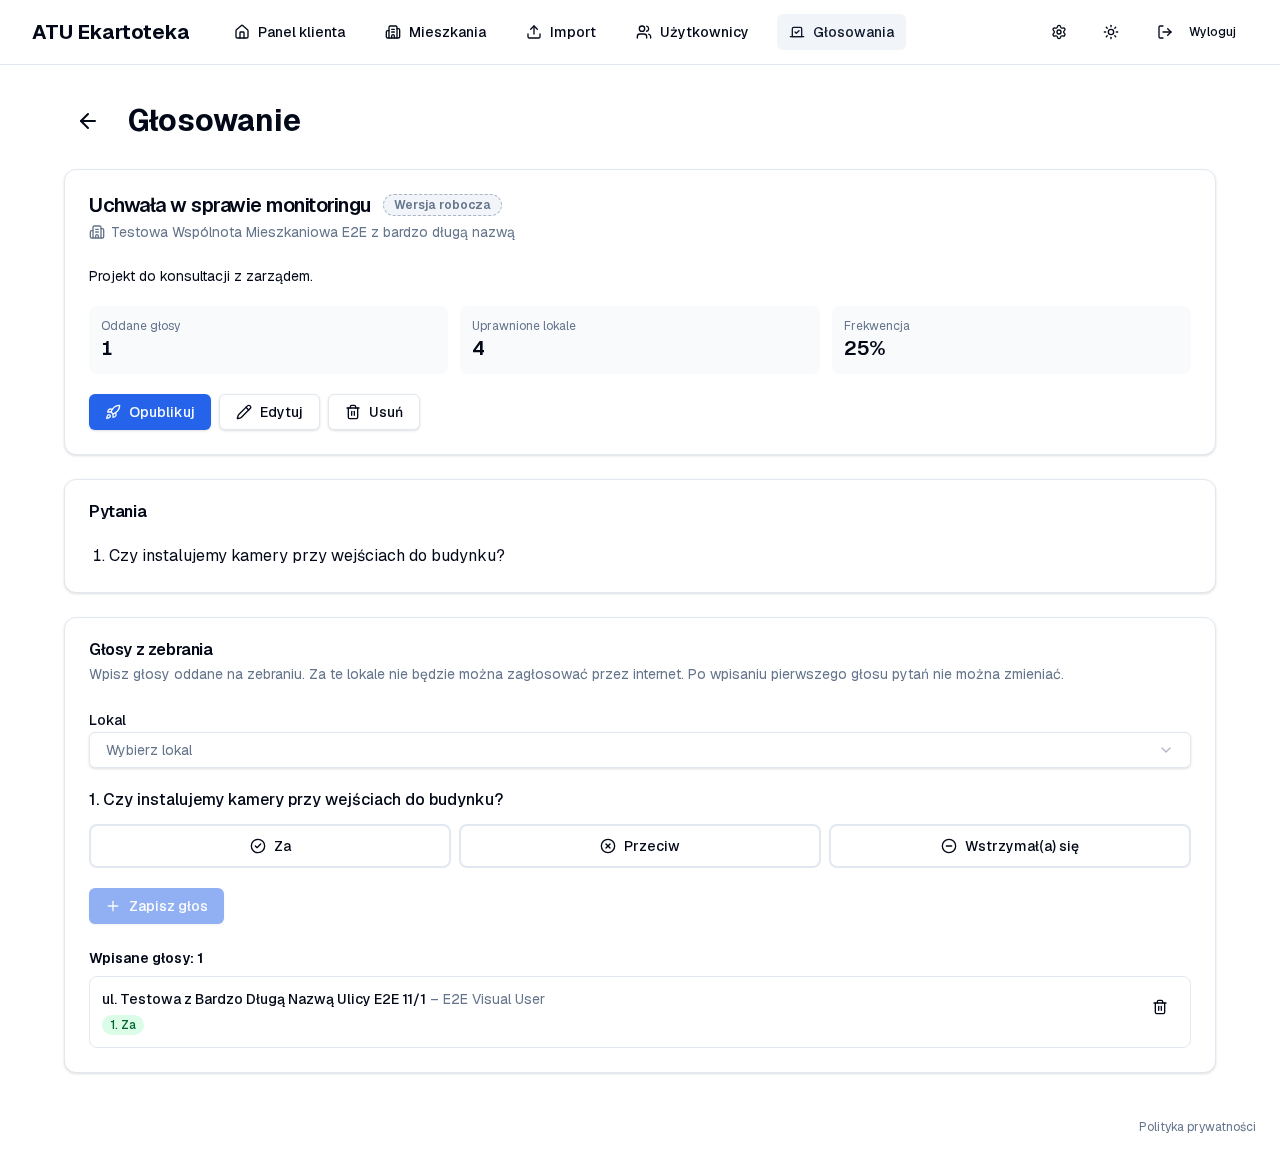 ATU Ekartoteka
Panel klienta
Mieszkania
Import
Użytkownicy
Głosowania
Wyloguj
Głosowanie
Uchwała w sprawie monitoringu
Wersja robocza
Testowa Wspólnota Mieszkaniowa E2E z bardzo długą nazwą
Projekt do konsultacji z zarządem.
Oddane głosy
1
Uprawnione lokale
4
Frekwencja
25%
Opublikuj
Edytuj
Usuń
Pytania
1. Czy instalujemy kamery przy wejściach do budynku?
Głosy z zebrania
Wpisz głosy oddane na zebraniu. Za te lokale nie będzie można zagłosować przez internet. Po wpisaniu pierwszego głosu pytań nie można zmieniać.
Lokal
Wybierz lokal
1. Czy instalujemy kamery przy wejściach do budynku?
Za
Przeciw
Wstrzymał(a) się
Zapisz głos
Wpisane głosy: 1
ul. Testowa z Bardzo Długą Nazwą Ulicy E2E 11/1 – E2E Visual User
1. Za
Polityka prywatności